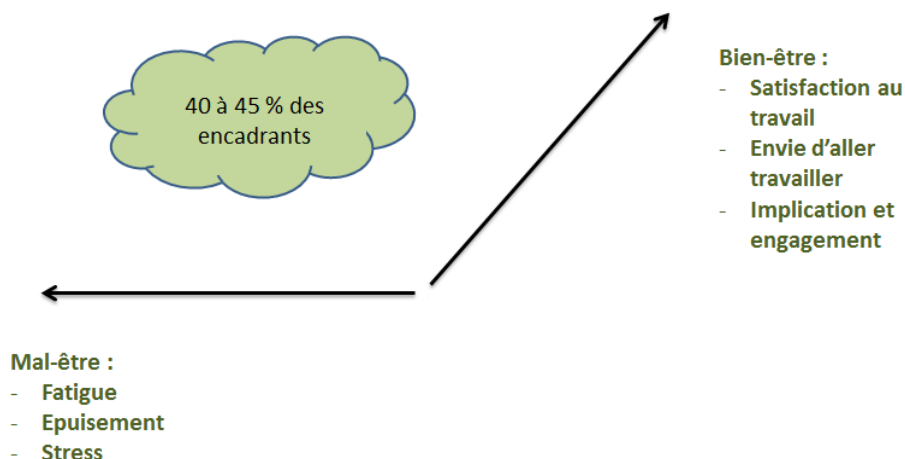 40 à 45 % des
encadrants
Bien-être :
- Satisfaction au
travail
- Envie d'aller
travailler
- Implication et
engagement
Mal-être :
- Fatigue
- Epuisement
- Stress